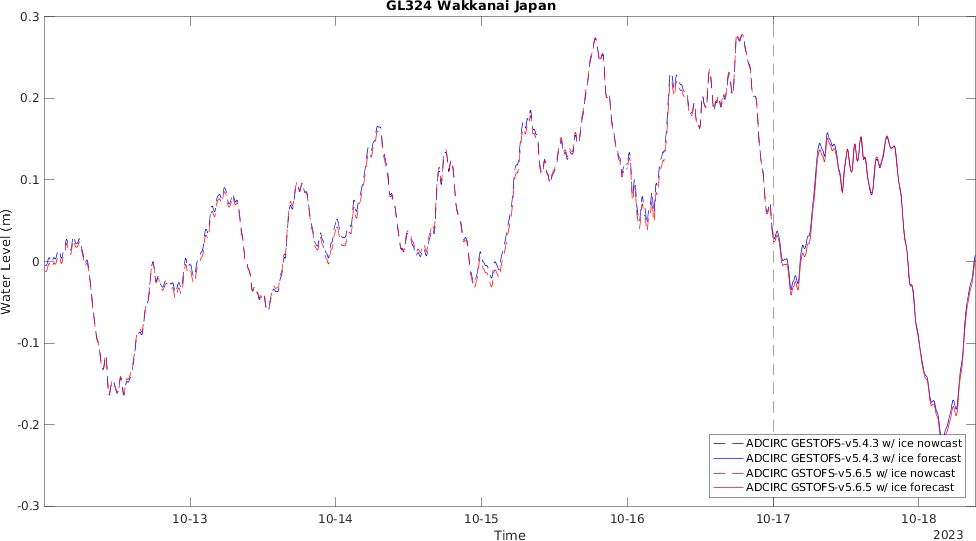 GL324 Wakkanai Japan
0.3
0.2
0.1
0
-0.1
-0.2
-0.3
Water Level (m)
ADCIRC GESTOFS-v5.4.3 w/ ice nowcast
ADCIRC GESTOFS-v5.4.3 w/ ice forecast
ADCIRC GSTOFS-v5.6.5 w/ ice nowcast
ADCIRC GSTOFS-v5.6.5 w/ ice forecast
10-13 10-14 10-15 10-16 10-17 10-18
Time
2023